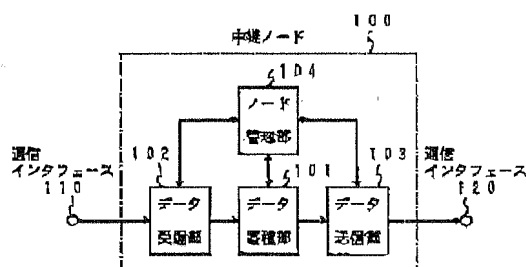 100
中継ノード
104
ノード
管理部
通信
インタフェース
110
102
データ
受信部
101
データ
蓄積部
103
データ
送信部
通信
インタフェース
120